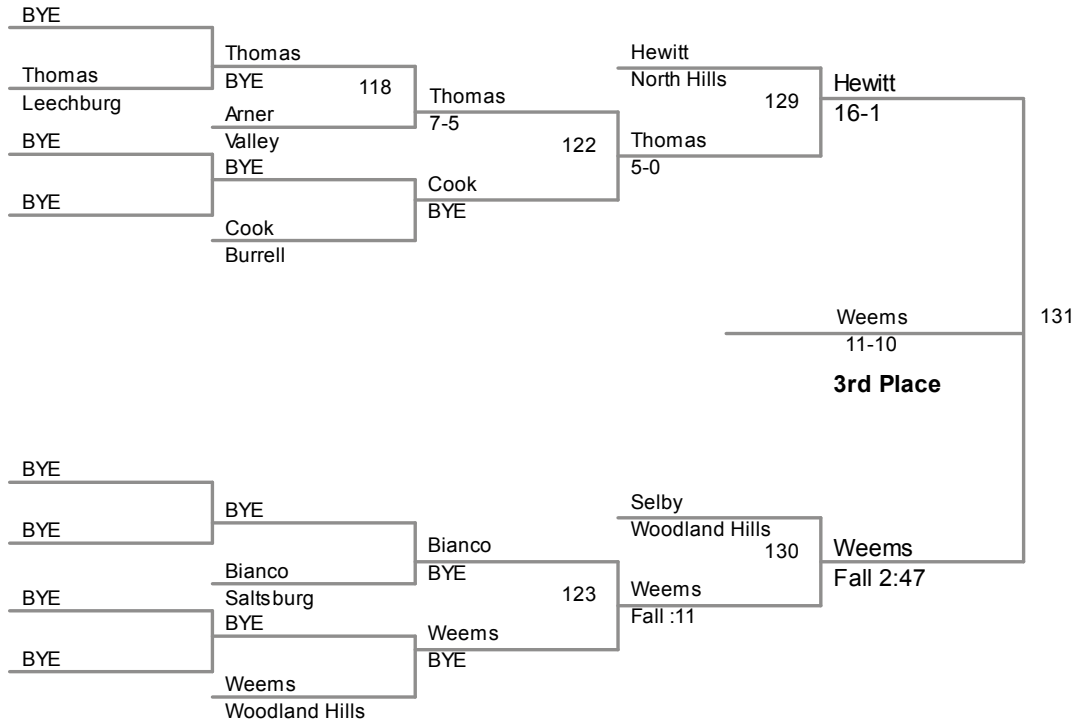 BYE
Thomas
Leechburg
BYE
BYE
Thomas
BYE
118
Arner
Valley
BYE
Cook
Burrell
Thomas
7-5
122
Cook
BYE
Hewitt
North Hills
129
Thomas
5-0
Hewitt
16-1
Weems
11-10
131
3rd Place
BYE
BYE
BYE
BYE
BYE
Bianco
Saltsburg
BYE
Weems
Woodland Hills
Bianco
BYE
123
Weems
BYE
Selby
Woodland Hills
130
Weems
Fall :11
Weems
Fall 2:47